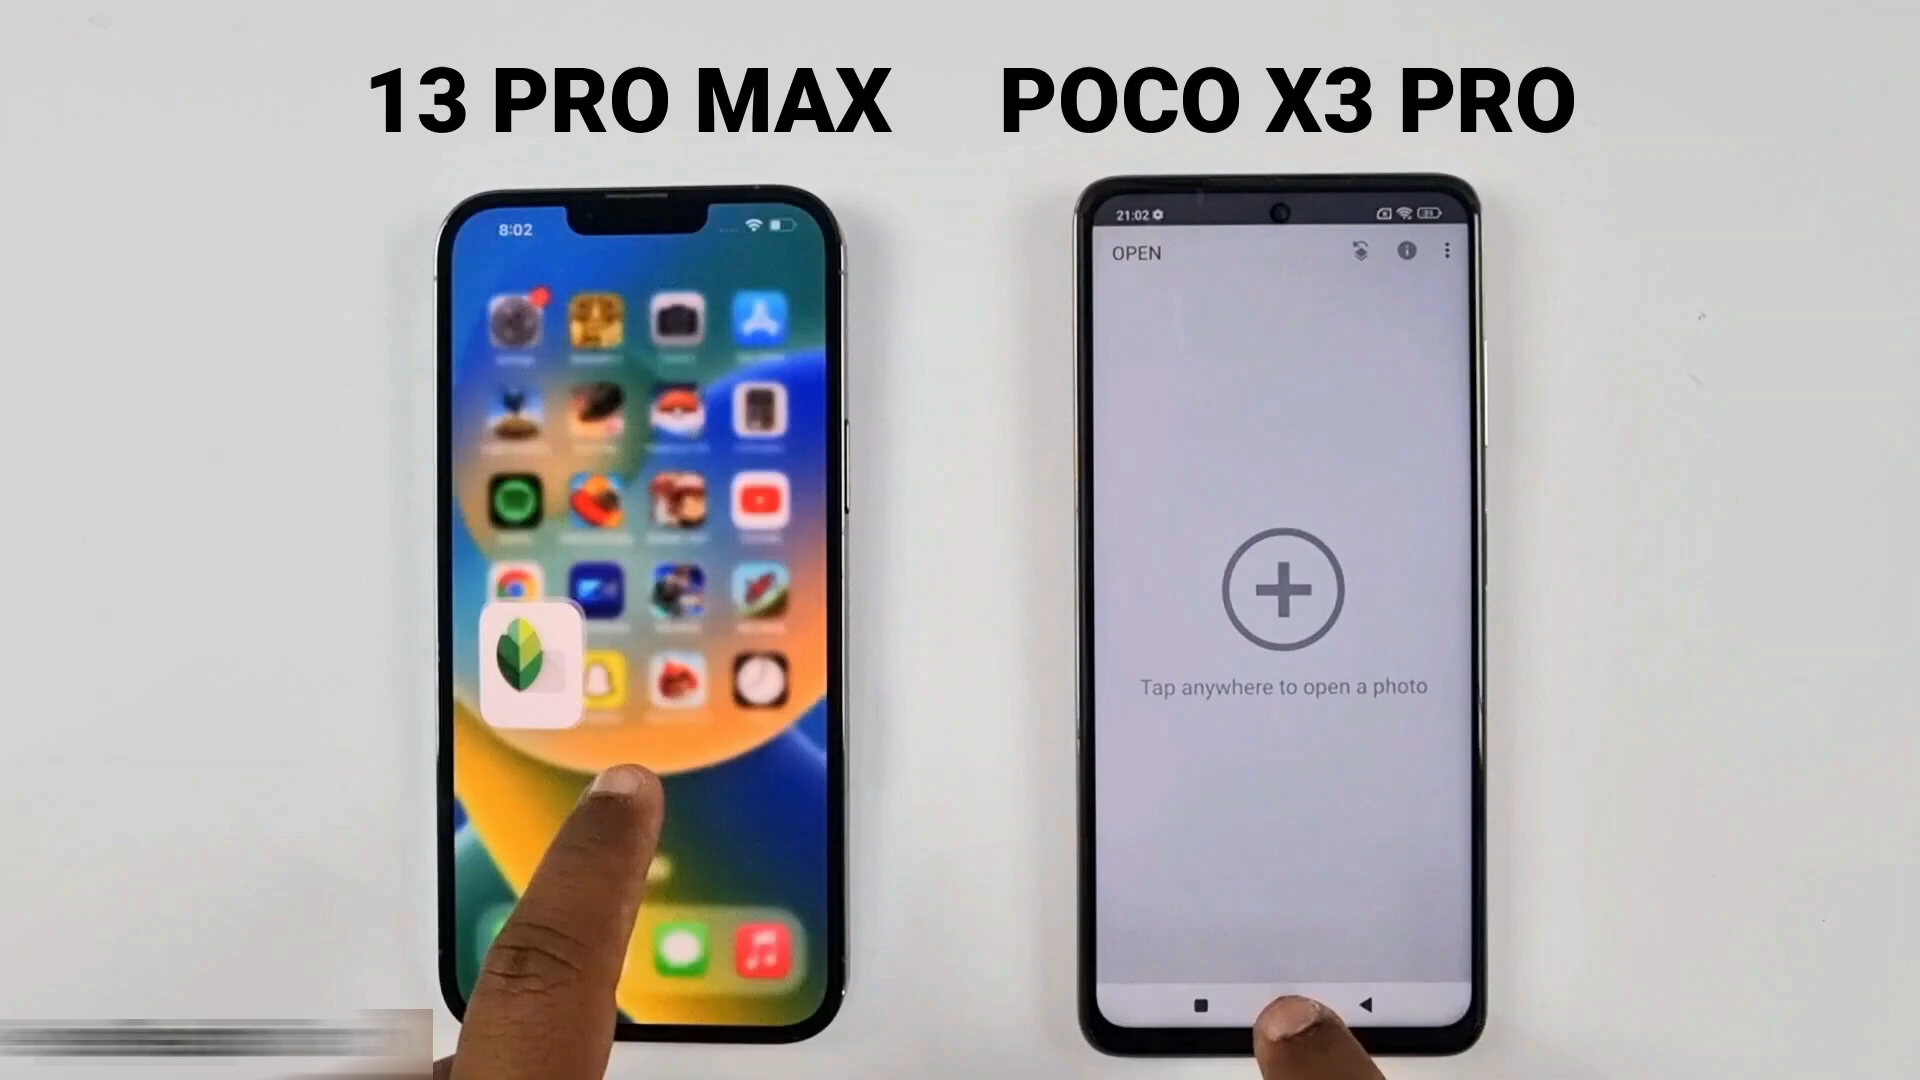 13 PRO MAX POCO X3 PRO
8:02
21:02
OPEN
Tap anywhere to open a photo